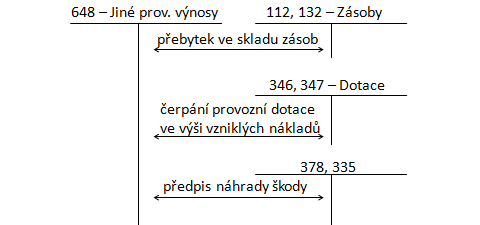 648 – Jiné prov. výnosy
112, 132 – Zásoby
přebytek ve skladu zásob
346, 347 – Dotace
čerpání provozní dotace
ve výši vzniklých nákladů
378, 335
předpis náhrady škody